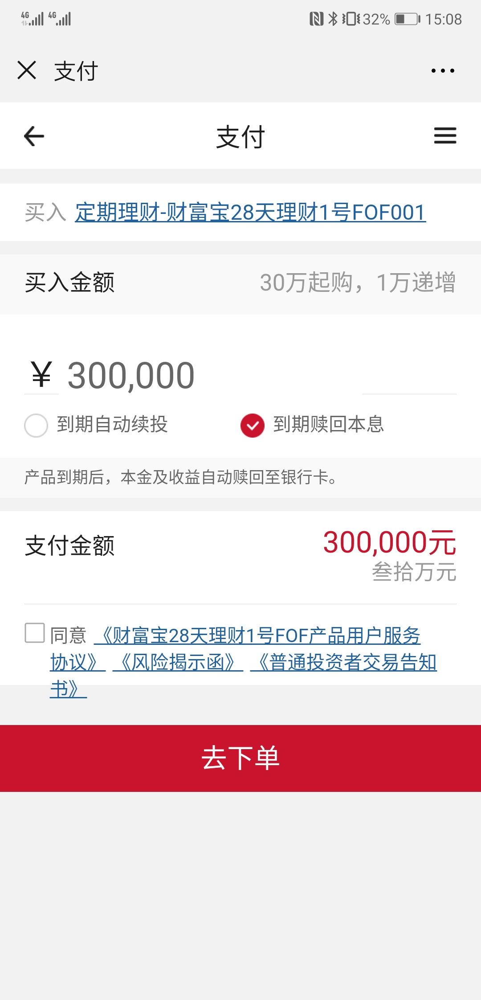 4G 4G 32% 15:08
支付
支付
买入 定期理财-财富宝28天理财1号FOF001
买入金额 30万起购，1万递增
¥ 300,000
到期自动续投 到期赎回本息
产品到期后，本金及收益自动赎回至银行卡。
支付金额 300,000元
叁拾万元
同意 《财富宝28天理财1号FOF产品用户服务
协议》 《风险揭示函》 《普通投资者交易告知
书》
去下单